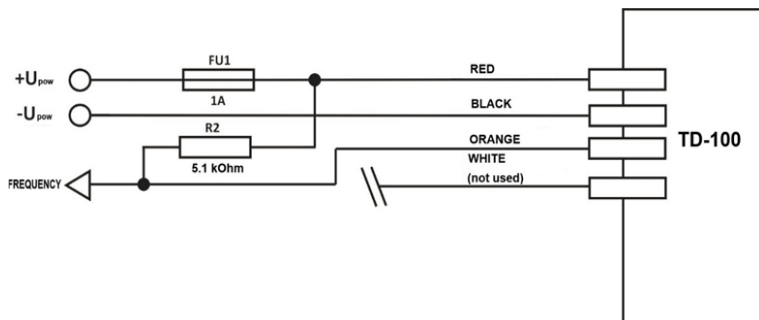 FU1
RED
+Upow
1A
BLACK
-Upow
R2
ORANGE
TD-100
5.1 kOhm
WHITE
FREQUENCY
(not used)